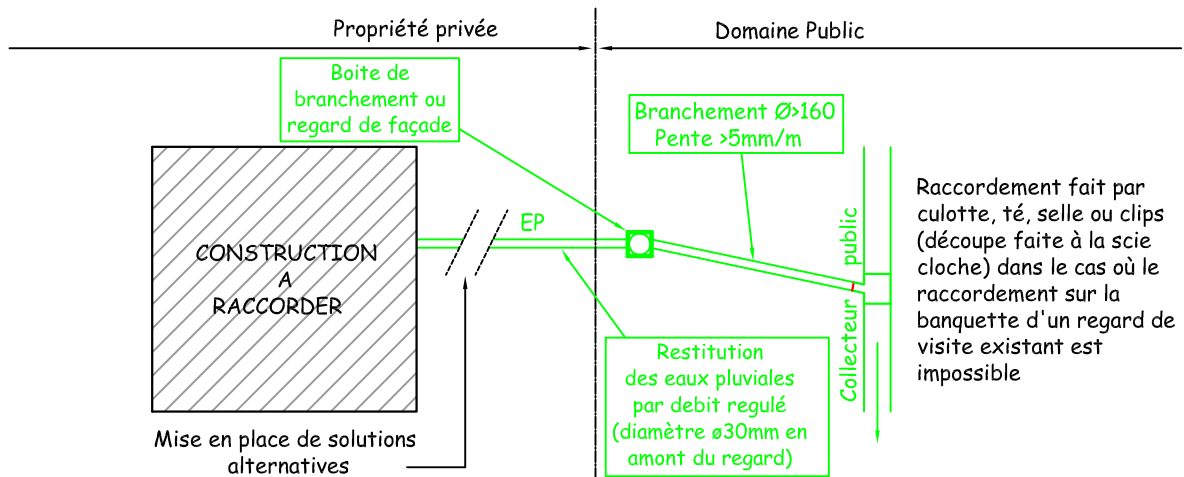 Propriété privée
Domaine Public
Boite de
branchement ou
regard de façade
Branchement Ø>160
Pente >5mm/m
EP
CONSTRUCTION
A
RACCORDER
Collecteur public
Raccordement fait par
culotte, té, selle ou clips
(découpe faite à la scie
cloche) dans le cas où le
raccordement sur la
banquette d'un regard de
visite existant est
impossible
Restitution
des eaux pluviales
par debit regulé
(diamètre ø30mm en
amont du regard)
Mise en place de solutions
alternatives